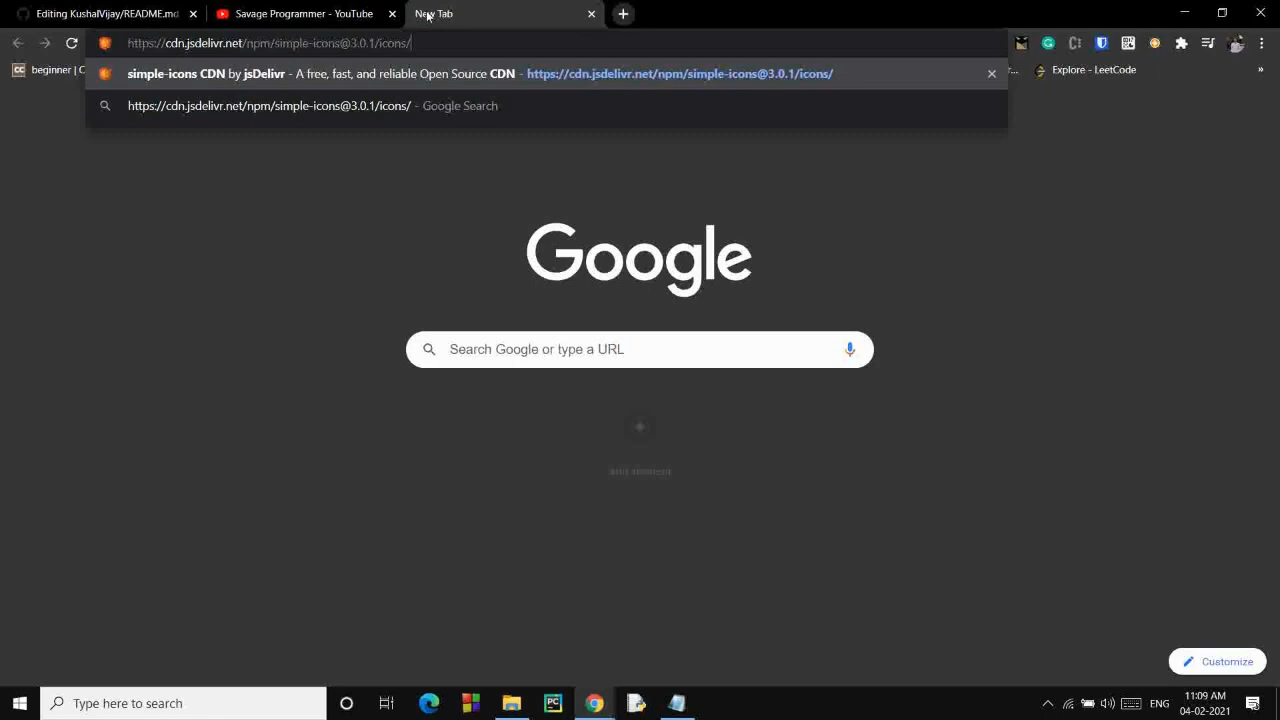 Editing KushalVijay/README.md
Savage Programmer - YouTube
New Tab
https://cdn.jsdelivr.net/npm/simple-icons@3.0.1/icons/
beginner | C
Explore - LeetCode
»
simple-icons CDN by jsDelivr - A free, fast, and reliable Open Source CDN - https://cdn.jsdelivr.net/npm/simple-icons@3.0.1/icons/
https://cdn.jsdelivr.net/npm/simple-icons@3.0.1/icons/ - Google Search
Google
Search Google or type a URL
Add shortcut
Customize
Type here to search
PC
ENG
11:09 AM
04-02-2021